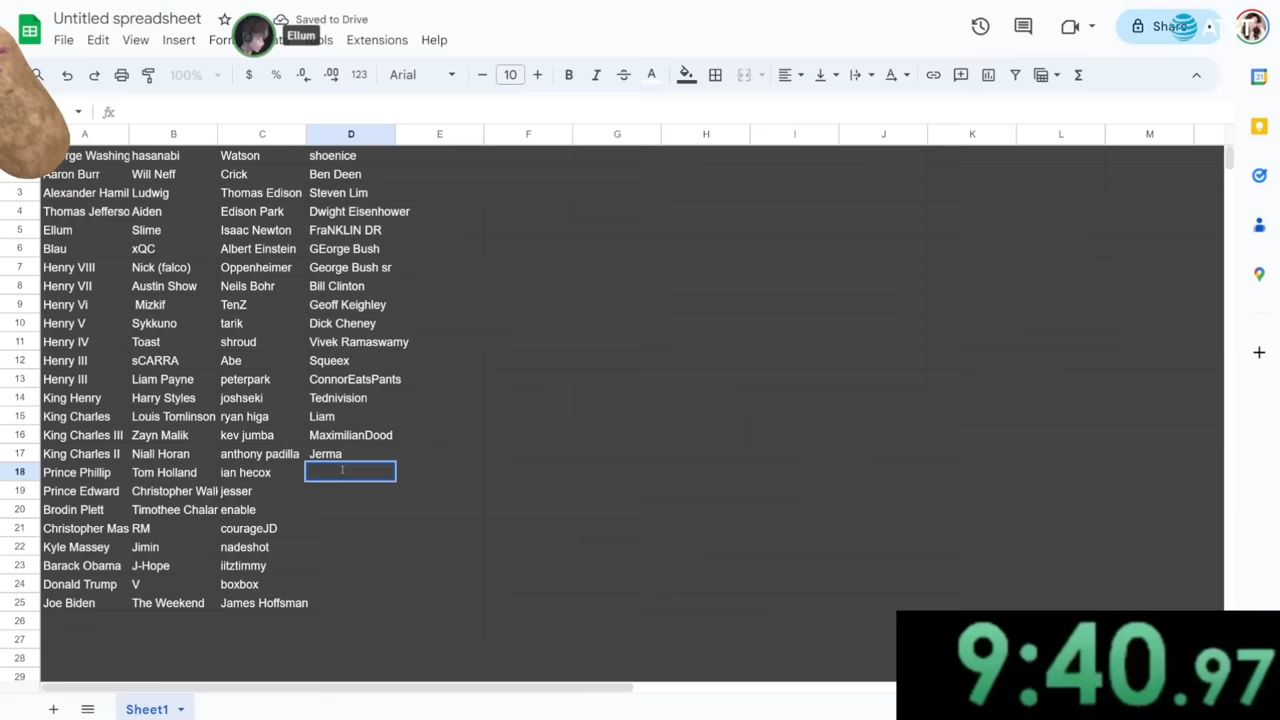 Untitled spreadsheet Saved to Drive
Ellum
File Edit View Insert Extensions Help
Share
100% $ % .0 .00 123 Arial 10 B I A
fx
A B C D E F G H I J K L M
hasanabi Watson shoenice
Aaron Burr Will Neff Crick Ben Deen
3 Alexander Hamil Ludwig Thomas Edison Steven Lim
4 Thomas Jefferso Aiden Edison Park Dwight Eisenhower
5 Ellum Slime Isaac Newton FraNKLIN DR
6 Blau xQC Albert Einstein GEorge Bush
7 Henry VIII Nick (falco) Oppenheimer George Bush sr
8 Henry VII Austin Show Neils Bohr Bill Clinton
9 Henry Vi Mizkif TenZ Geoff Keighley
10 Henry V Sykkuno tarik Dick Cheney
11 Henry IV Toast shroud Vivek Ramaswamy
12 Henry III sCARRA Abe Squeex
13 Henry III Liam Payne peterpark ConnorEatsPants
14 King Henry Harry Styles joshseki Tednivision
15 King Charles Louis Tomlinson ryan higa Liam
16 King Charles III Zayn Malik kev jumba MaximilianDood
17 King Charles II Niall Horan anthony padilla Jerma
18 Prince Phillip Tom Holland ian hecox
19 Prince Edward Christopher Wall jesser
20 Brodin Plett Timothee Chalar enable
21 Christopher Mas RM courageJD
22 Kyle Massey Jimin nadeshot
23 Barack Obama J-Hope iitztimmy
24 Donald Trump V boxbox
25 Joe Biden The Weekend James Hoffsman
26
27
28
29
Sheet1
9:40.97